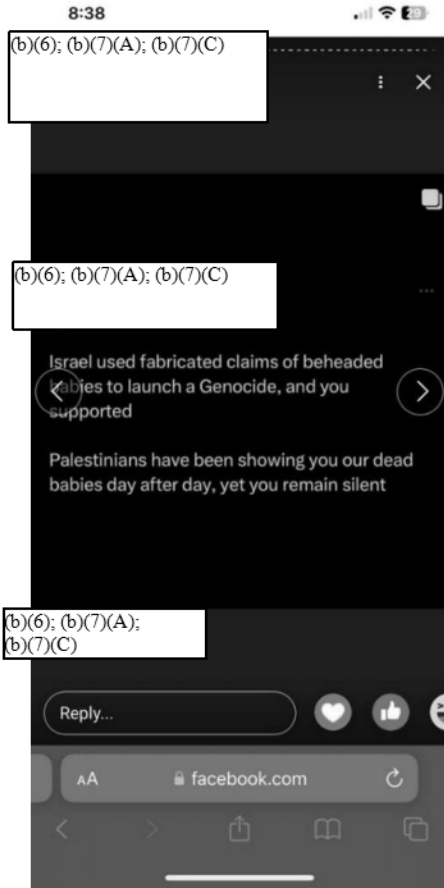 8:38
29
(b)(6); (b)(7)(A); (b)(7)(C)
(b)(6); (b)(7)(A); (b)(7)(C)
Israel used fabricated claims of beheaded
babies to launch a Genocide, and you
supported
Palestinians have been showing you our dead
babies day after day, yet you remain silent
(b)(6); (b)(7)(A);
(b)(7)(C)
Reply...
AA
facebook.com